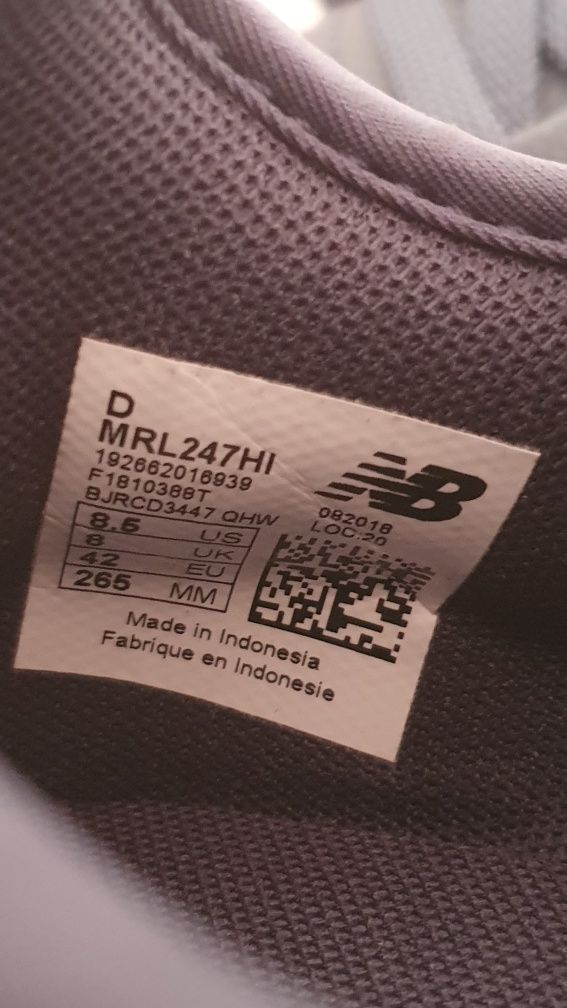 D
MRL247HI
192662016939
F1810388T
BJRCD3447 QHW
8.5 US
8 UK
42 EU
265 MM
NB
082018
LOC:20
Made in Indonesia
Fabrique en Indonesie